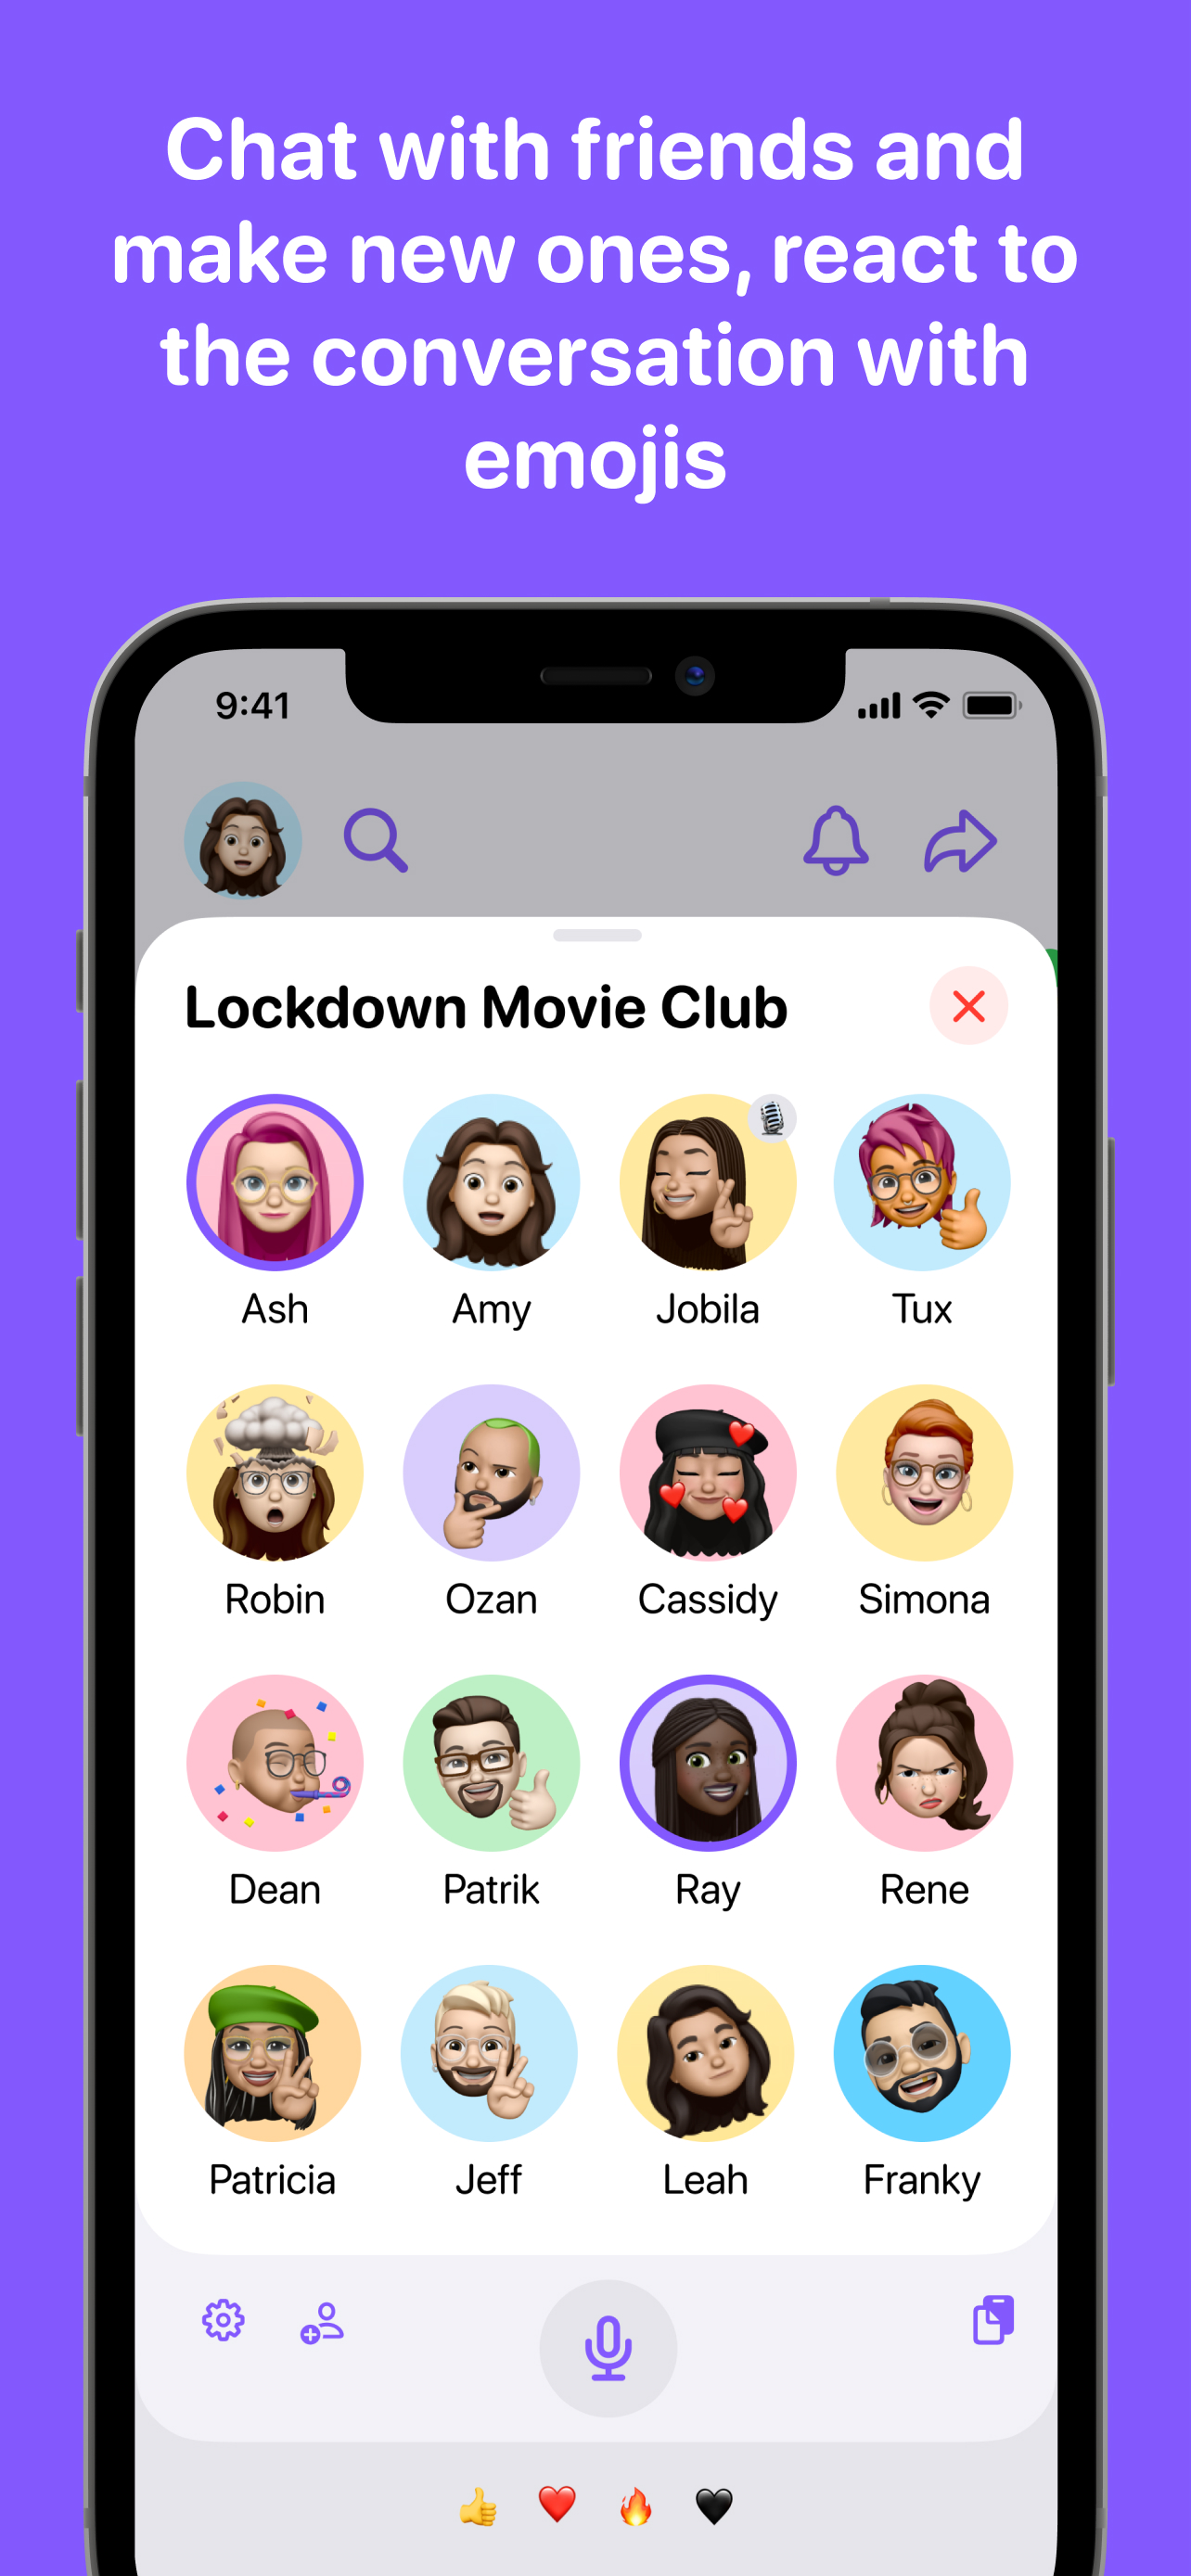 Chat with friends and
make new ones, react to
the conversation with
emojis
9:41
Lockdown Movie Club
Ash Amy Jobila Tux
Robin Ozan Cassidy Simona
Dean Patrik Ray Rene
Patricia Jeff Leah Franky